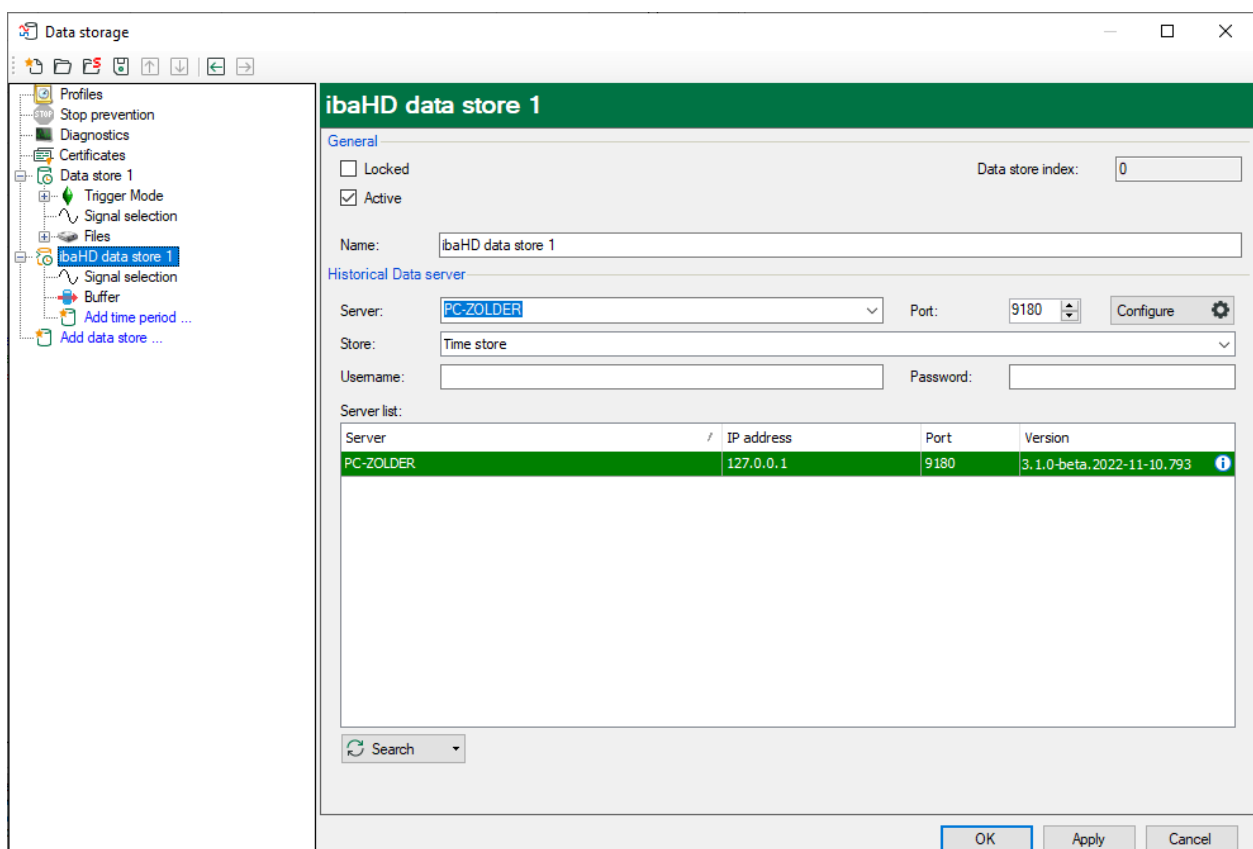 Data storage
Profiles
STOP Stop prevention
Diagnostics
Certificates
Data store 1
Trigger Mode
Signal selection
Files
ibaHD data store 1
Signal selection
Buffer
Add time period ...
Add data store ...
ibaHD data store 1
General
Locked Data store index: 0
Active
Name: ibaHD data store 1
Historical Data server
Server: PC-ZOLDER Port: 9180 Configure
Store: Time store
Username: Password:
Server list:
Server IP address Port Version
PC-ZOLDER 127.0.0.1 9180 3.1.0-beta.2022-11-10.793
Search
OK Apply Cancel